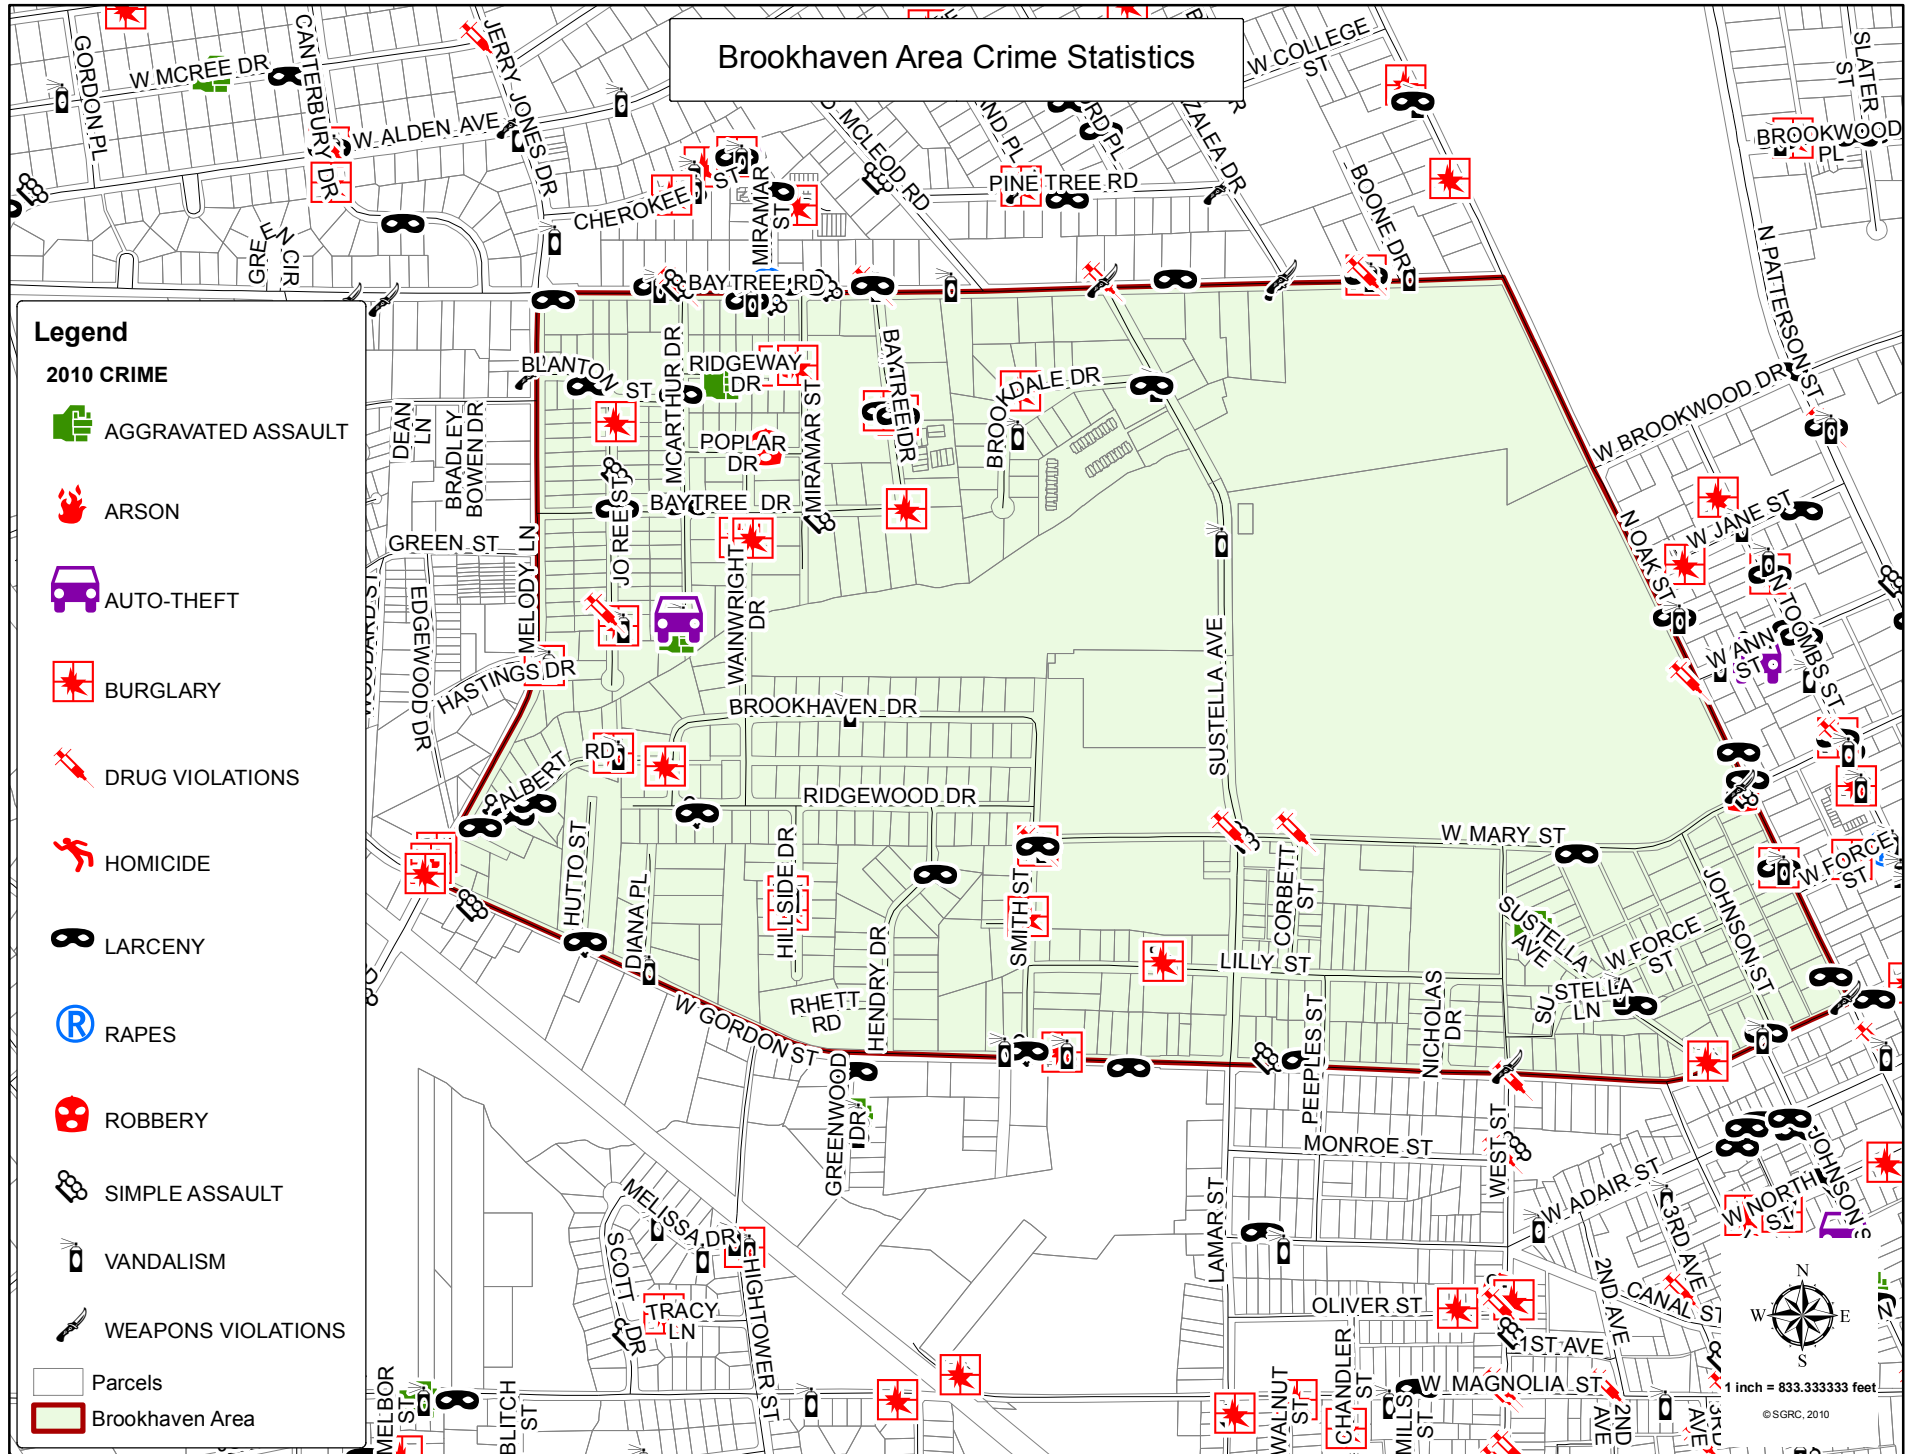 Brookhaven Area Crime Statistics
W COLLEGE
ST
SLATER
ST
GORDON PL
W MCREE DR
CANTERBURY DR
JERRY JONES DR
W ALDEN AVE
MCLEOD RD
AZALEA DR
BROOKWOOD
PL
PINE TREE RD
BOONE DR
CHEROKEE
ST
MIRAMAR
ST
GREEN CIR
N PATTERSON ST
BAYTREE RD
Legend
2010 CRIME
AGGRAVATED ASSAULT
ARSON
AUTO-THEFT
BURGLARY
DRUG VIOLATIONS
HOMICIDE
LARCENY
RAPES
ROBBERY
SIMPLE ASSAULT
VANDALISM
WEAPONS VIOLATIONS
Parcels
Brookhaven Area
BLANTON
ST
MCARTHUR DR
RIDGEWAY
DR
MIRAMAR ST
BAYTREE DR
BROOKDALE DR
W BROOKWOOD DR
DEAN
LN
BRADLEY
BOWEN DR
POPLAR
DR
BAYTREE DR
JO REE ST
GREEN ST
MELODY LN
EDGEWOOD DR
HASTINGS DR
WAINWRIGHT
DR
SUSTELLA AVE
N OAK ST
W JANE ST
N TOOMBS ST
W ANN
ST
BROOKHAVEN DR
ALBERT RD
RIDGEWOOD DR
HUTTO ST
DIANA PL
HILLSIDE DR
HENDRY DR
SMITH ST
CORBETT
ST
W MARY ST
W FORCE
ST
JOHNSON ST
SUSTELLA
AVE
W FORCE
ST
LILLY ST
SUSTELLA
LN
NICHOLAS
DR
PEEPLES ST
RHETT
RD
W GORDON ST
GREENWOOD
DR
MONROE ST
WEST ST
W ADAIR ST
W NORTH
ST
JOHNSON S
3RD AVE
LAMAR ST
MELISSA DR
SCOTT DR
HIGHTOWER ST
TRACY
LN
OLIVER ST
2ND AVE
CANAL ST
1ST AVE
W MAGNOLIA ST
MELBOR
ST
BLITCH
ST
WALNUT
ST
CHANDLER
ST
MILLS
ST
2ND
AVE
AVE
N
W
E
S
1 inch = 833.333333 feet
©SGRC, 2010